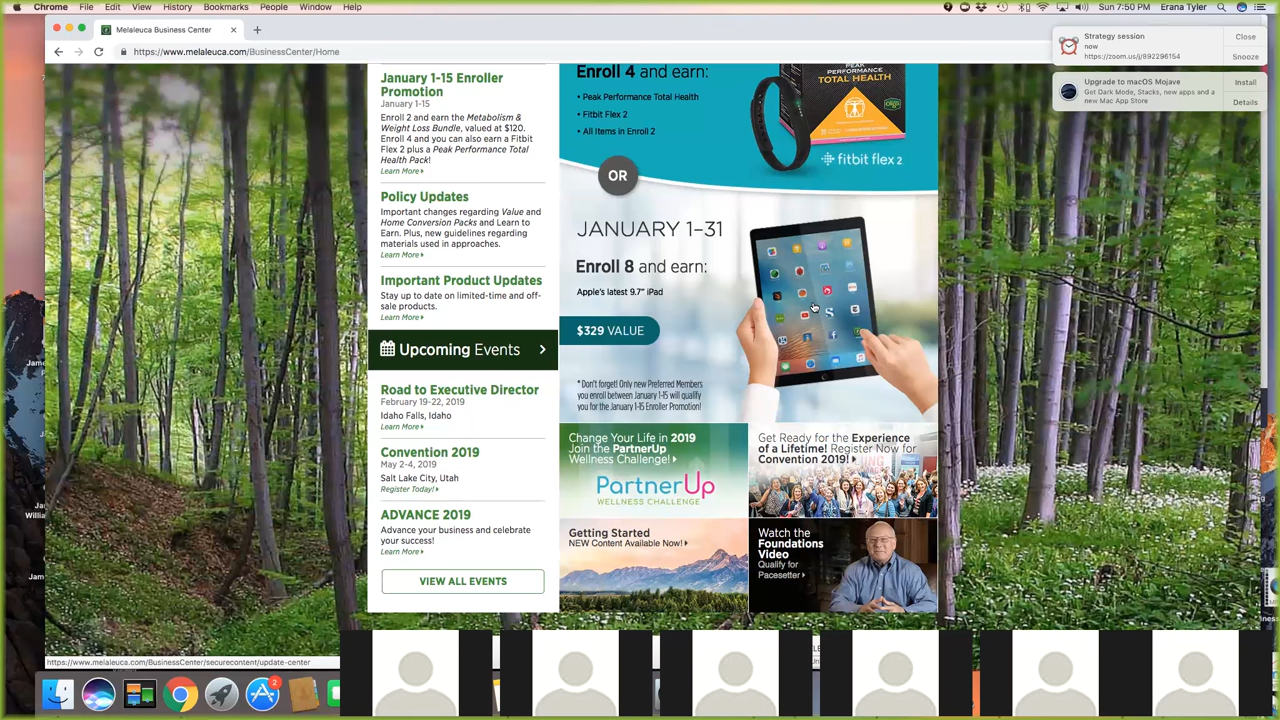 Chrome File Edit View History Bookmarks People Window Help
Sun 7:50 PM Erana Tyler
Melaleuca Business Center
https://www.melaleuca.com/BusinessCenter/Home
Strategy session
now
https://zoom.us/j/892296154
Close
Snooze
Upgrade to macOS Mojave
Get Dark Mode, Stacks, new apps and a
new Mac App Store
Install
Details
January 1-15 Enroller
Promotion
January 1-15
Enroll 2 and earn the Metabolism &
Weight Loss Bundle, valued at $120.
Enroll 4 and you can also earn a Fitbit
Flex 2 plus a Peak Performance Total
Health Pack!
Learn More
Policy Updates
Important changes regarding Value and
Home Conversion Packs and Learn to
Earn. Plus, new guidelines regarding
materials used in approaches.
Learn More
Important Product Updates
Stay up to date on limited-time and off-
sale products.
Learn More
Upcoming Events
Road to Executive Director
February 19-22, 2019
Idaho Falls, Idaho
Learn More
Convention 2019
May 2-4, 2019
Salt Lake City, Utah
Register Today!
ADVANCE 2019
Advance your business and celebrate
your success!
Learn More
VIEW ALL EVENTS
Enroll 4 and earn:
• Peak Performance Total Health
• Fitbit Flex 2
• All Items in Enroll 2
PEAK
PERFORMANCE
TOTAL HEALTH
fitbit flex 2
OR
JANUARY 1–31
Enroll 8 and earn:
Apple's latest 9.7" iPad
$329 VALUE
* Don't forget! Only new Preferred Members
you enroll between January 1-15 will qualify
you for the January 1-15 Enroller Promotion!
Change Your Life in 2019
Join the PartnerUp
Wellness Challenge!
PartnerUp
WELLNESS CHALLENGE
Get Ready for the Experience
of a Lifetime! Register Now for
Convention 2019!
Getting Started
NEW Content Available Now!
Watch the
Foundations
Video
Qualify for
Pacesetter
https://www.melaleuca.com/BusinessCenter/securecontent/update-center
2